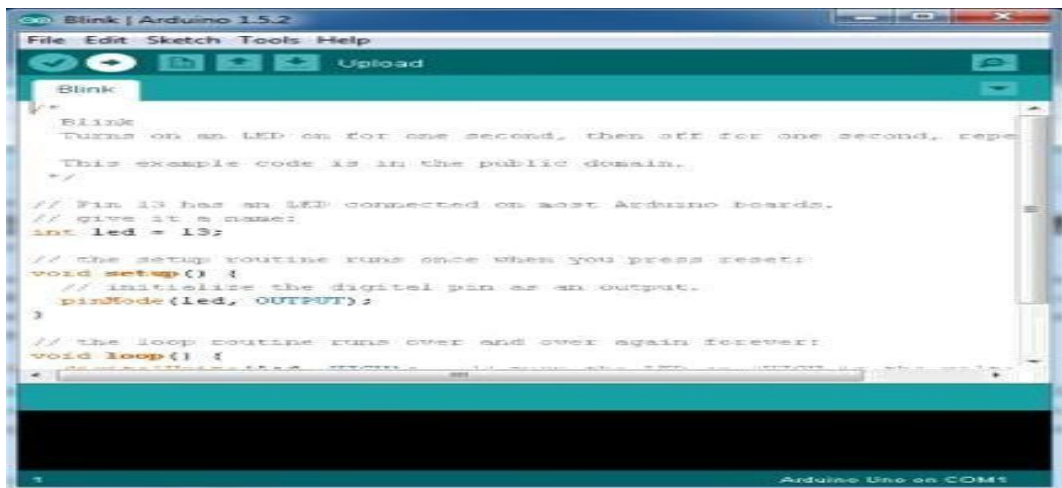 Blink | Arduino 1.5.2
File Edit Sketch Tools Help
Upload
Blink
/*
Blink
Turns on an LED on for one second, then off for one second, repe
This example code is in the public domain.
*/
// Pin 13 has an LED connected on most Arduino boards.
// give it a name:
int led = 13;
// the setup routine runs once when you press reset:
void setup() {
// initialize the digital pin as an output.
pinMode(led, OUTPUT);
}
// the loop routine runs over and over again forever:
void loop() {
1
Arduino Uno on COM1